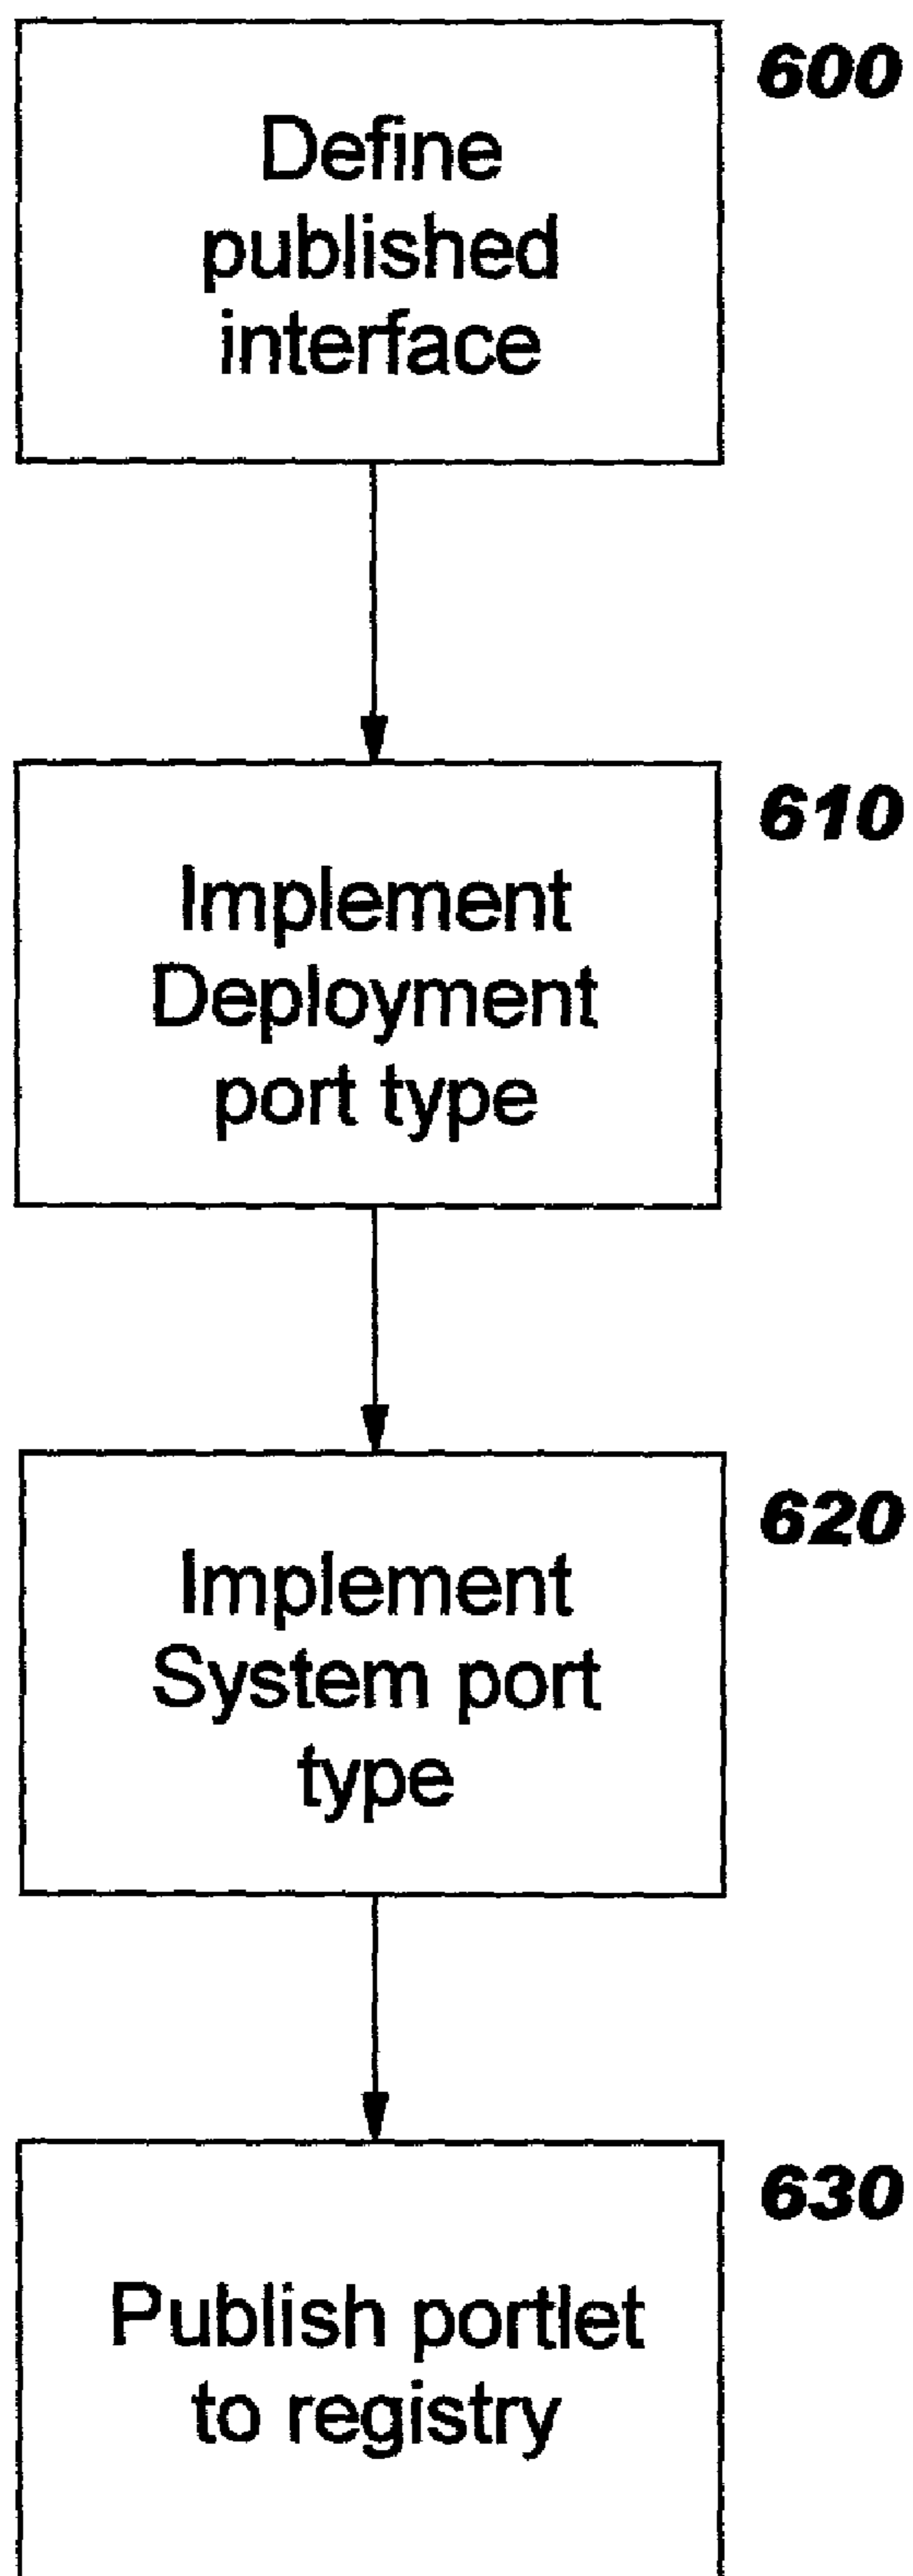 600
Define
published
interface
610
Implement
Deployment
port type
620
Implement
System port
type
630
Publish portlet
to registry